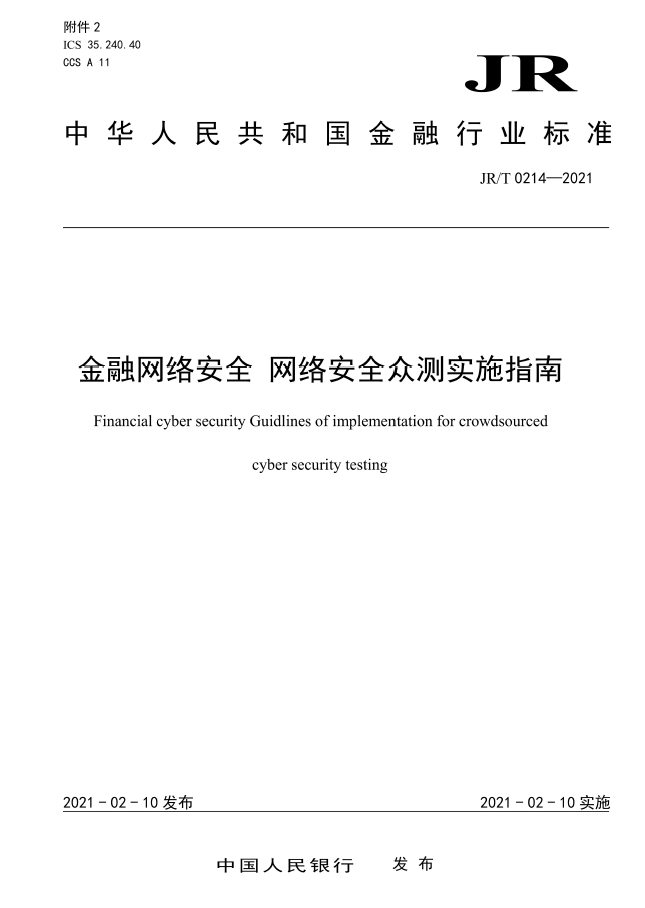 附件 2
ICS 35.240.40
CCS A 11
JR
中华人民共和国金融行业标准
JR/T 0214—2021
金融网络安全 网络安全众测实施指南
Financial cyber security Guidlines of implementation for crowdsourced
cyber security testing
2021-02-10 发布
2021-02-10 实施
中国人民银行 发布